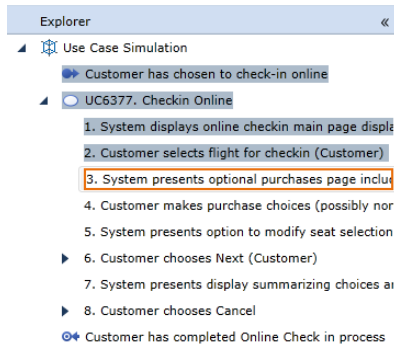 Explorer «
Use Case Simulation
Customer has chosen to check-in online
UC6377. Checkin Online
1. System displays online checkin main page displa
2. Customer selects flight for checkin (Customer)
3. System presents optional purchases page includ
4. Customer makes purchase choices (possibly nor
5. System presents option to modify seat selection
6. Customer chooses Next (Customer)
7. System presents display summarizing choices a
8. Customer chooses Cancel
Customer has completed Online Check in process